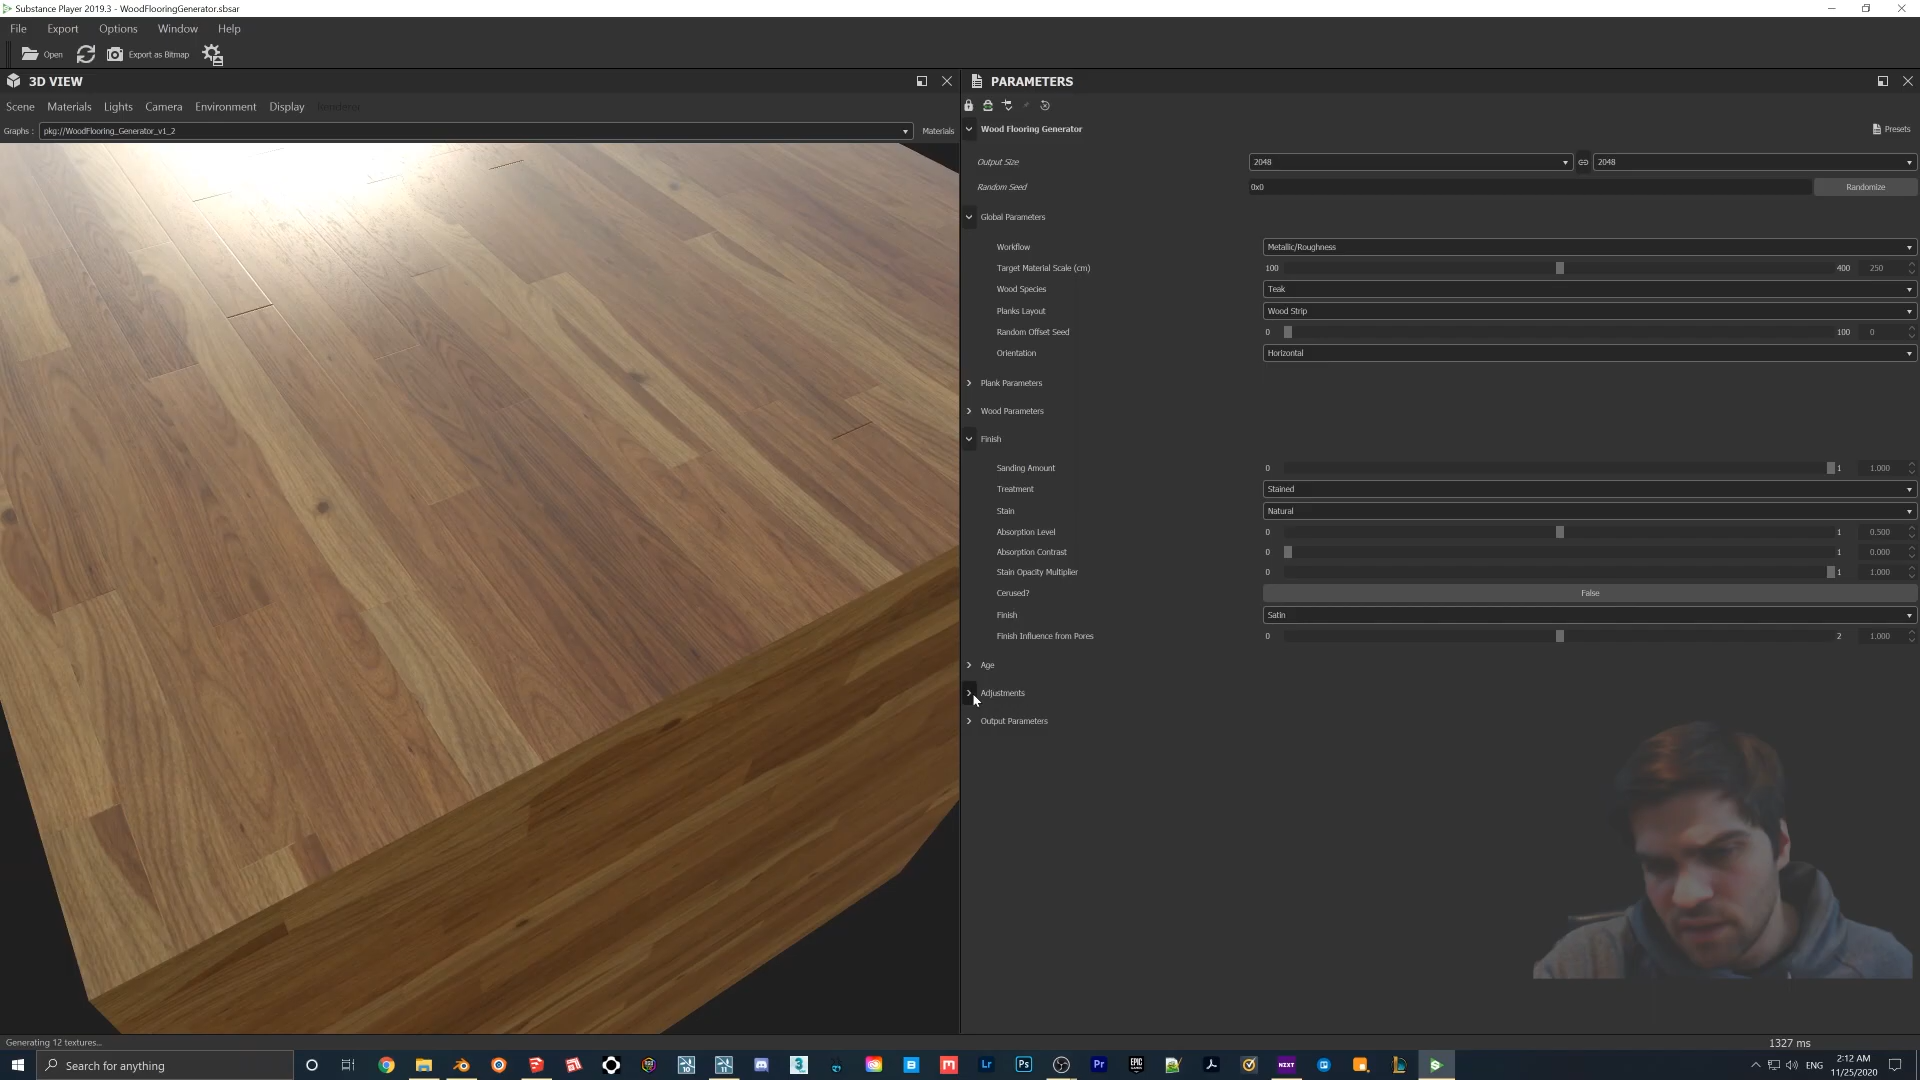 Substance Player 2019.3 - WoodFlooringGenerator.sbsar
File Export Options Window Help
Open Export as Bitmap
3D VIEW
Scene Materials Lights Camera Environment Display Renderer
Graphs : pkg://WoodFlooring_Generator_v1_2 Materials
PARAMETERS
Wood Flooring Generator Presets
Output Size 2048 2048
Random Seed 0x0 Randomize
Global Parameters
Workflow Metallic/Roughness
Target Material Scale (cm) 100 400 250
Wood Species Teak
Planks Layout Wood Strip
Random Offset Seed 0 100 0
Orientation Horizontal
Plank Parameters
Wood Parameters
Finish
Sanding Amount 0 1 1.000
Treatment Stained
Stain Natural
Absorption Level 0 1 0.500
Absorption Contrast 0 1 0.000
Stain Opacity Multiplier 0 1 1.000
Cerused? False
Finish Satin
Finish Influence from Pores 0 2 1.000
Age
Adjustments
Output Parameters
Generating 12 textures... 1327 ms
Search for anything
ENG
2:12 AM
11/25/2020